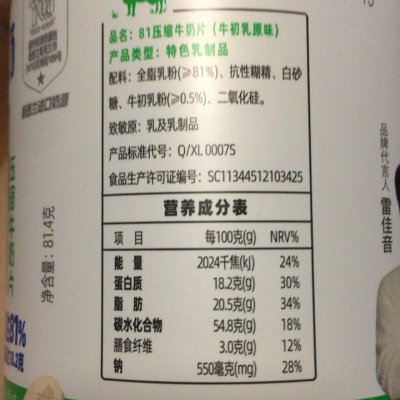 品名：81压缩牛奶片（牛初乳原味）
产品类型：特色乳制品
配料：全脂乳粉(≥81%)、抗性糊精、白砂
糖、牛初乳粉(≥0.5%)、二氧化硅。
致敏原：乳及乳制品
产品标准代号：Q/XL 0007S
食品生产许可证编号：SC11344512103425
营养成分表
项 目 每100克(g) NRV%
能 量 2024千焦(kJ) 24%
蛋白质 18.2克(g) 30%
脂 肪 20.5克(g) 34%
碳水化合物 54.8克(g) 18%
膳食纤维 3.0克(g) 12%
钠 550毫克(mg) 28%
净含量：81.4克
品牌代言人
雷佳音
81%